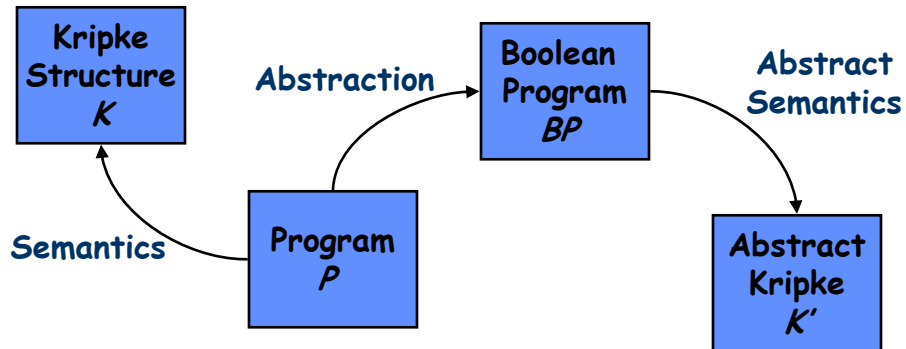 Kripke
Structure
K
Abstraction
Boolean
Program
BP
Abstract
Semantics
Semantics
Program
P
Abstract
Kripke
K'